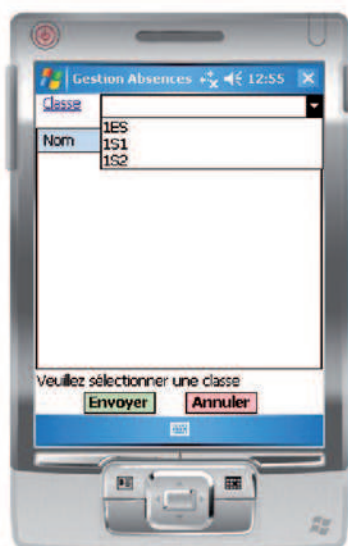 Gestion Absences 12:55
Classe
1ES
Nom 1S1
1S2
Veuillez sélectionner une classe
Envoyer Annuler